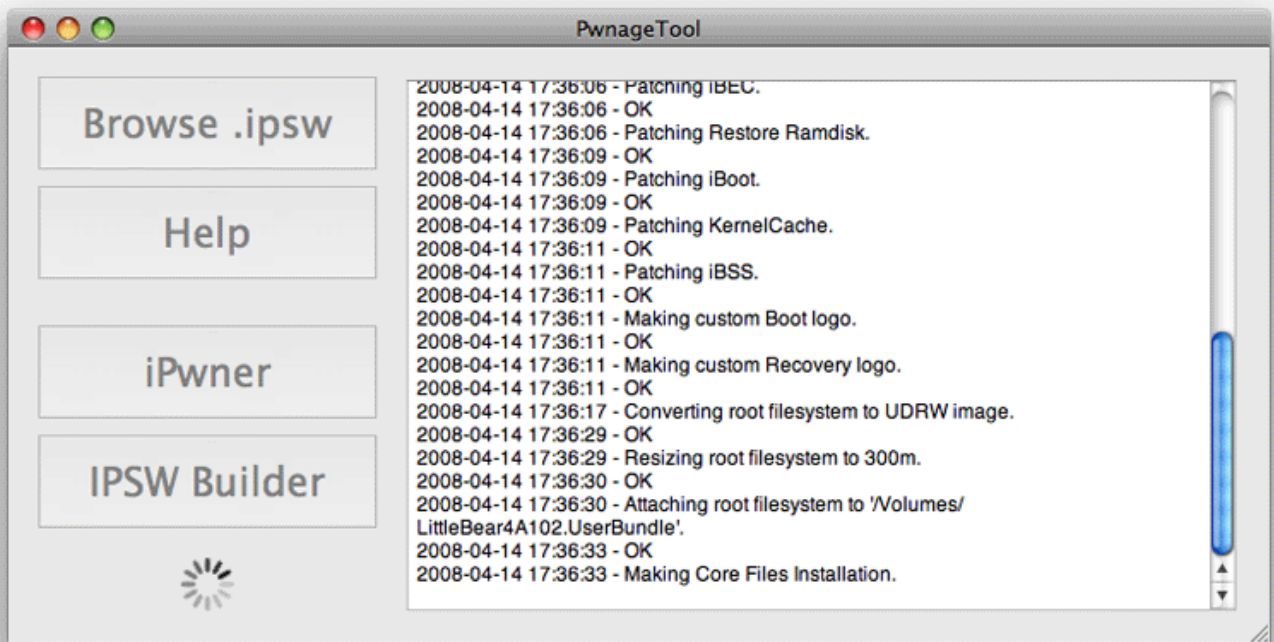 PwnageTool
Browse .ipsw
Help
iPwner
IPSW Builder
2008-04-14 17:36:06 - Patching iBEC.
2008-04-14 17:36:06 - OK
2008-04-14 17:36:06 - Patching Restore Ramdisk.
2008-04-14 17:36:09 - OK
2008-04-14 17:36:09 - Patching iBoot.
2008-04-14 17:36:09 - OK
2008-04-14 17:36:09 - Patching KernelCache.
2008-04-14 17:36:11 - OK
2008-04-14 17:36:11 - Patching iBSS.
2008-04-14 17:36:11 - OK
2008-04-14 17:36:11 - Making custom Boot logo.
2008-04-14 17:36:11 - OK
2008-04-14 17:36:11 - Making custom Recovery logo.
2008-04-14 17:36:11 - OK
2008-04-14 17:36:17 - Converting root filesystem to UDRW image.
2008-04-14 17:36:29 - OK
2008-04-14 17:36:29 - Resizing root filesystem to 300m.
2008-04-14 17:36:30 - OK
2008-04-14 17:36:30 - Attaching root filesystem to '/Volumes/
LittleBear4A102.UserBundle'.
2008-04-14 17:36:33 - OK
2008-04-14 17:36:33 - Making Core Files Installation.